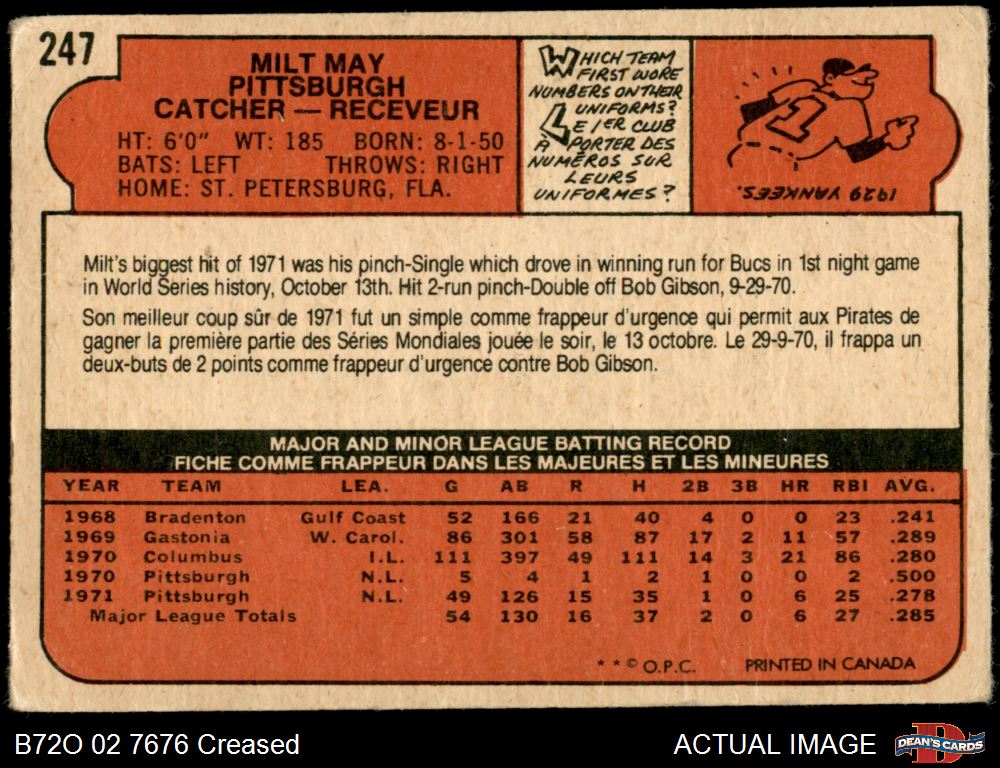 247
MILT MAY
PITTSBURGH
CATCHER — RECEVEUR
HT: 6'0" WT: 185 BORN: 8-1-50
BATS: LEFT THROWS: RIGHT
HOME: ST. PETERSBURG, FLA.
WHICH TEAM
FIRST WORE
NUMBERS ON THEIR
UNIFORMS?
LE 1ER CLUB
À PORTER DES
NUMÉROS SUR
LEURS
UNIFORMES?
1
1929 YANKEES.
Milt's biggest hit of 1971 was his pinch-Single which drove in winning run for Bucs in 1st night game
in World Series history, October 13th. Hit 2-run pinch-Double off Bob Gibson, 9-29-70.
Son meilleur coup sûr de 1971 fut un simple comme frappeur d'urgence qui permit aux Pirates de
gagner la première partie des Séries Mondiales jouée le soir, le 13 octobre. Le 29-9-70, il frappa un
deux-buts de 2 points comme frappeur d'urgence contre Bob Gibson.
MAJOR AND MINOR LEAGUE BATTING RECORD
FICHE COMME FRAPPEUR DANS LES MAJEURES ET LES MINEURES
YEAR TEAM LEA. G AB R H 2B 3B HR RBI AVG.
1968 Bradenton Gulf Coast 52 166 21 40 4 0 0 23 .241
1969 Gastonia W. Carol. 86 301 58 87 17 2 11 57 .289
1970 Columbus I.L. 111 397 49 111 14 3 21 86 .280
1970 Pittsburgh N.L. 5 4 1 2 1 0 0 2 .500
1971 Pittsburgh N.L. 49 126 15 35 1 0 6 25 .278
Major League Totals 54 130 16 37 2 0 6 27 .285
* * © O.P.C. PRINTED IN CANADA
B72O 02 7676 Creased
ACTUAL IMAGE
D
DEAN'S CARDS